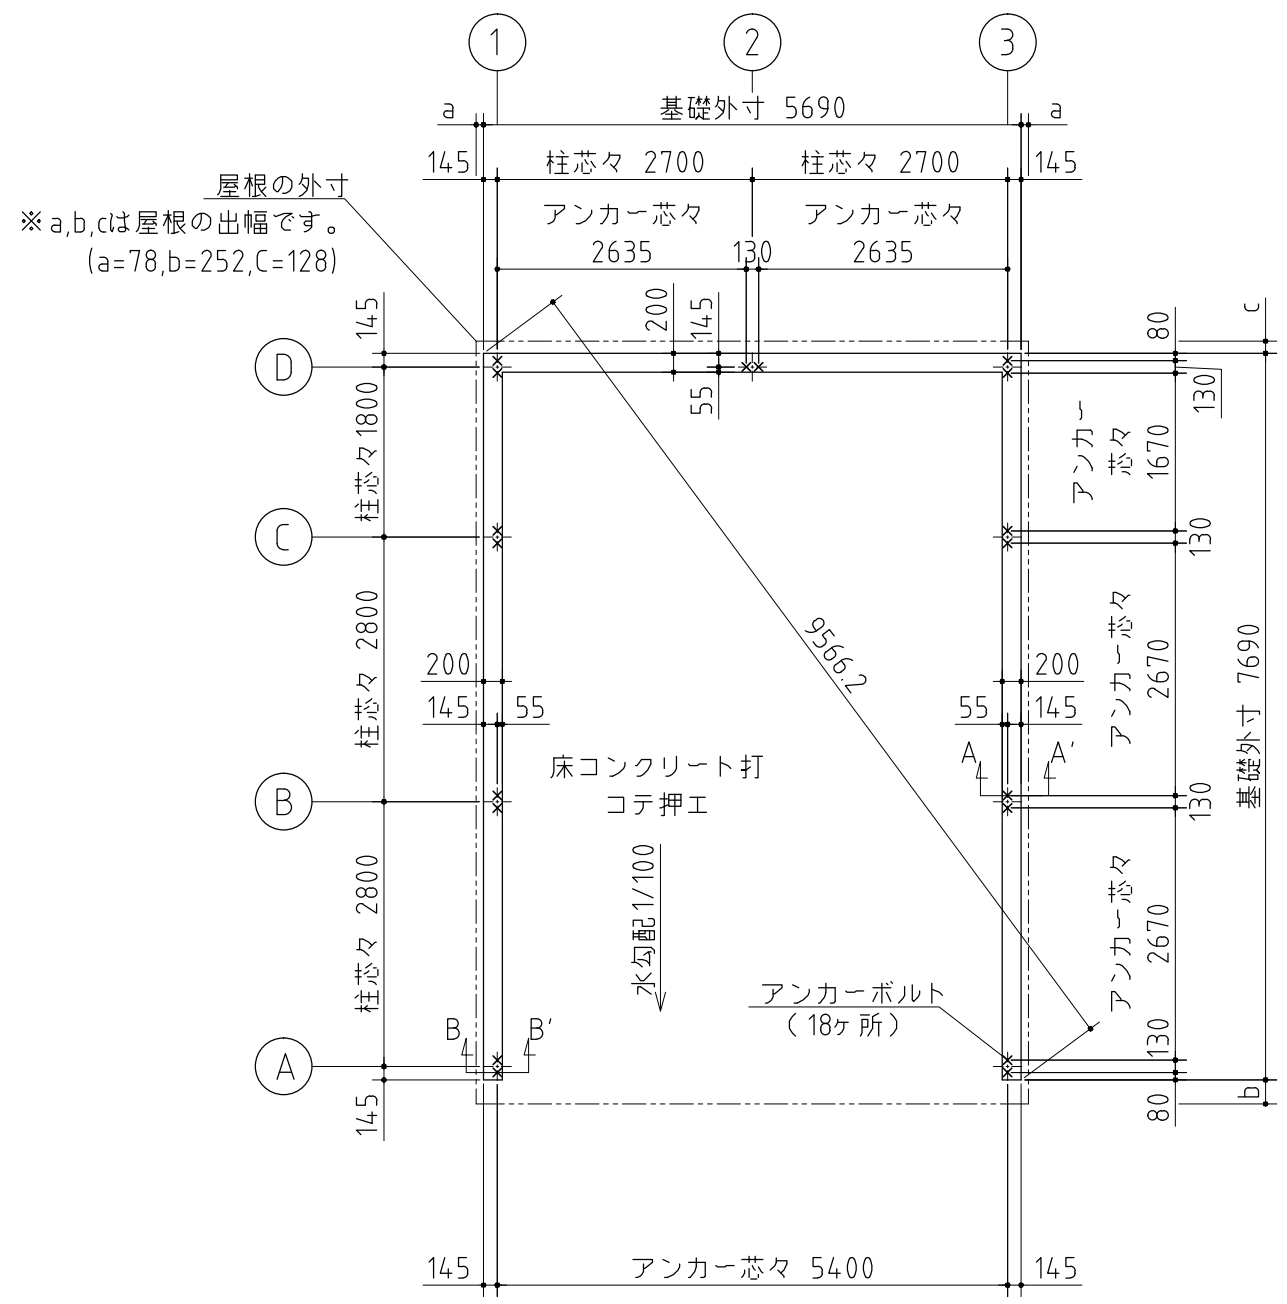 1
2
3
a 基礎外寸 5690 a
145 柱芯々 2700 柱芯々 2700 145
屋根の外寸
※a,b,cは屋根の出幅です。
(a=78,b=252,C=128)
アンカー芯々 アンカー芯々
2635 130 2635
145
200
145
55
80
c
130
D
柱芯々1800
アンカー
芯々
1670
C
130
柱芯々 2800
アンカー芯々
2670
基礎外寸 7690
9566.2
200
200
145 55
55 145
A A'
床コンクリート打
コテ押エ
B
130
柱芯々 2800
水勾配1/100
アンカー芯々
2670
アンカーボルト
(18ヶ所)
B B'
130
A
145
80
b
145 アンカー芯々 5400 145